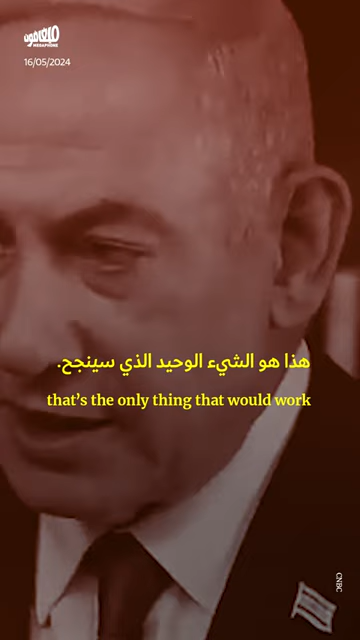 ميغافون
MEGAPHONE
16/05/2024
هذا هو الشيء الوحيد الذي سينجح.
that's the only thing that would work
CNBC